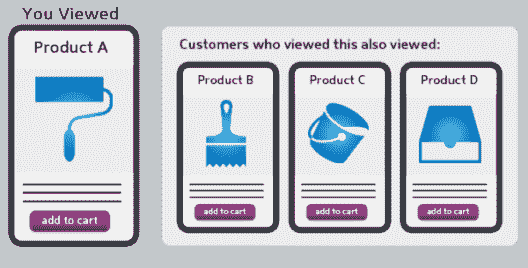 You Viewed
Product A
add to cart
Customers who viewed this also viewed:
Product B
add to cart
Product C
add to cart
Product D
add to cart